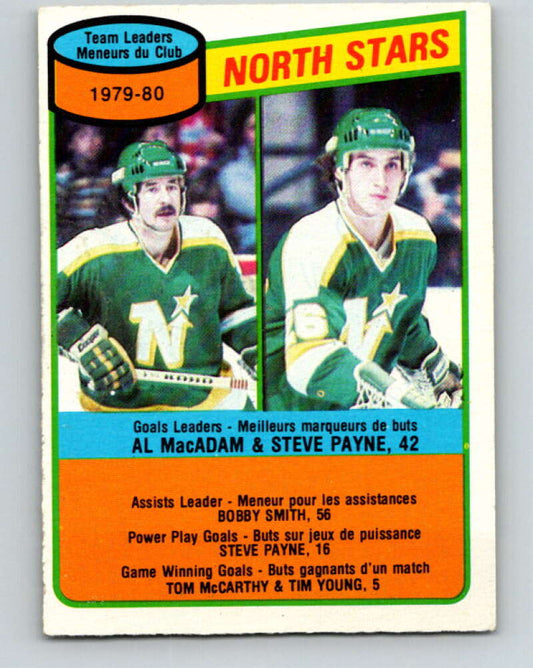 Team Leaders
Meneurs du Club
1979-80
NORTH STARS
N
6
Goals Leaders - Meilleurs marqueurs de buts
AL MacADAM & STEVE PAYNE, 42
Assists Leader - Meneur pour les assistances
BOBBY SMITH, 56
Power Play Goals - Buts sur jeux de puissance
STEVE PAYNE, 16
Game Winning Goals - Buts gagnants d'un match
TOM McCARTHY & TIM YOUNG, 5